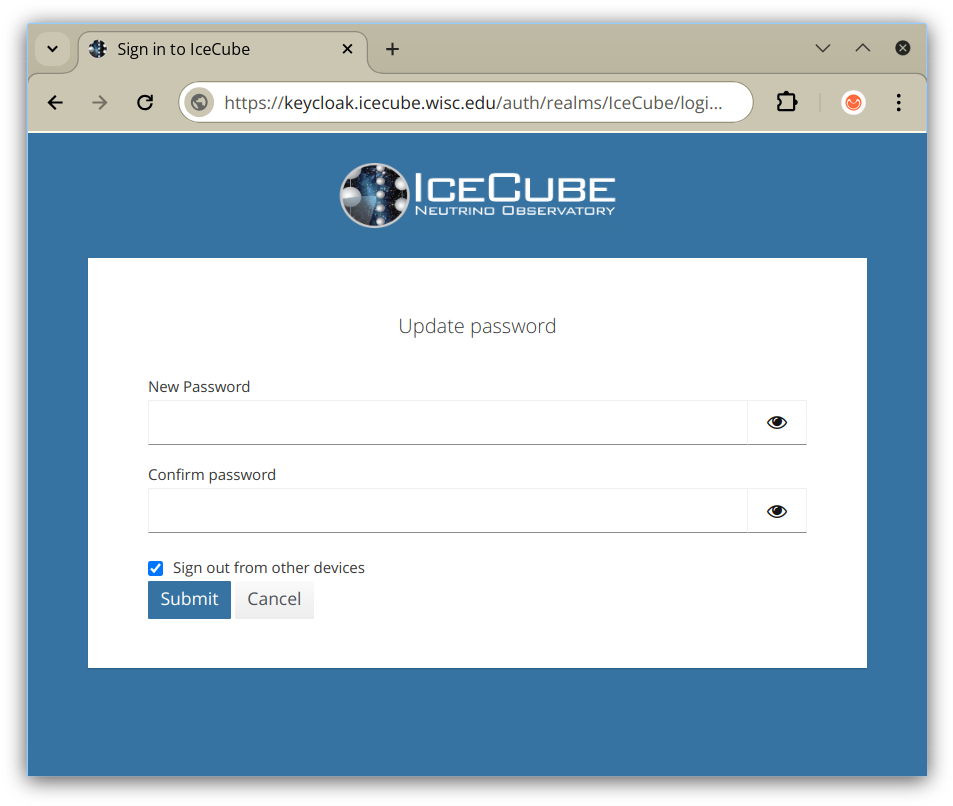 Sign in to IceCube
https://keycloak.icecube.wisc.edu/auth/realms/IceCube/logi...
ICECUBE
NEUTRINO OBSERVATORY
Update password
New Password
Confirm password
Sign out from other devices
Submit Cancel